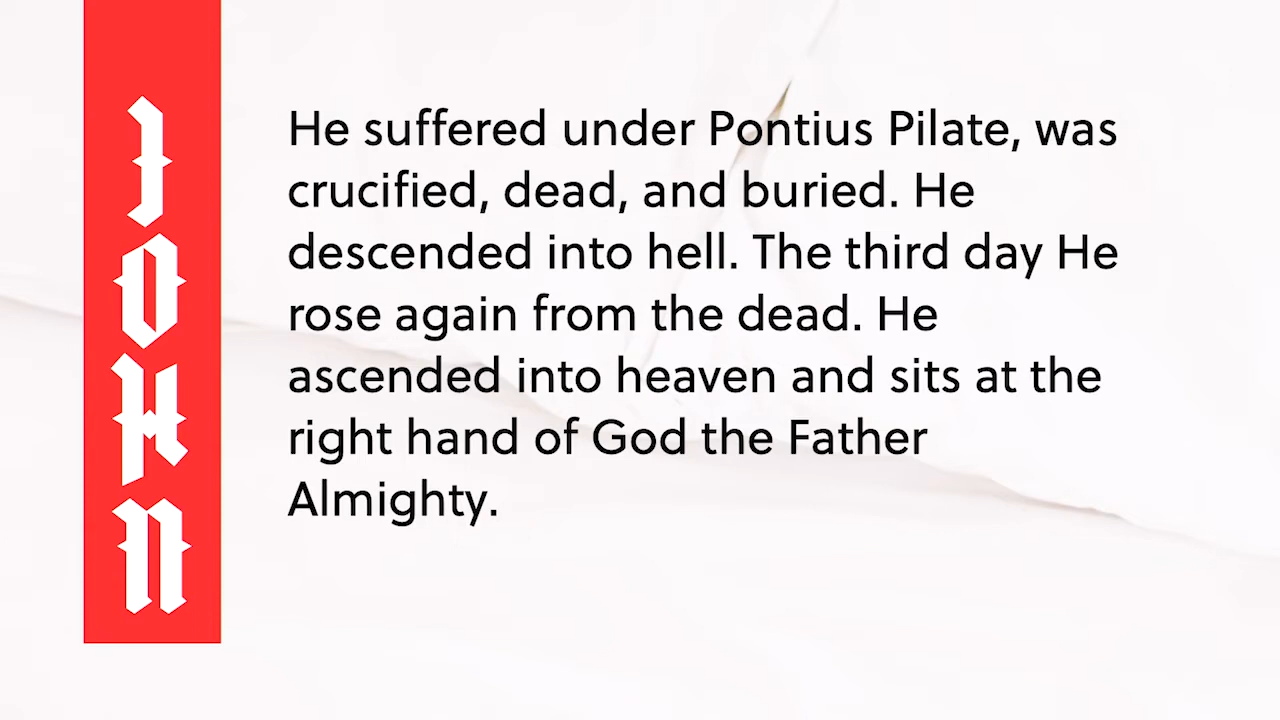 JOHN
He suffered under Pontius Pilate, was
crucified, dead, and buried. He
descended into hell. The third day He
rose again from the dead. He
ascended into heaven and sits at the
right hand of God the Father
Almighty.